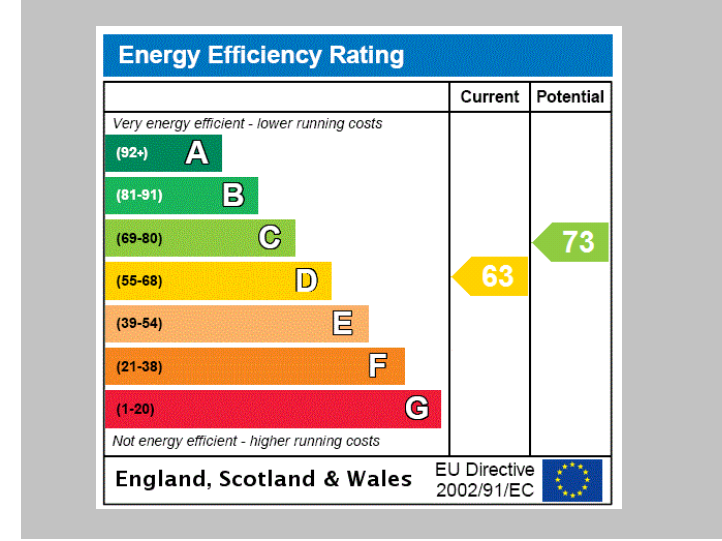 Energy Efficiency Rating
Current Potential
Very energy efficient - lower running costs
(92+) A
(81-91) B
(69-80) C
73
(55-68) D
63
(39-54) E
(21-38) F
(1-20) G
Not energy efficient - higher running costs
England, Scotland & Wales
EU Directive
2002/91/EC